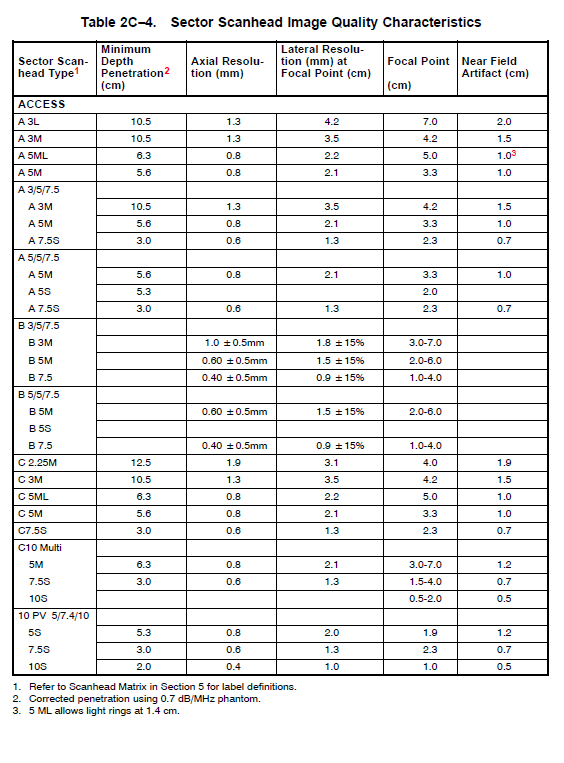 Table 2C–4. Sector Scanhead Image Quality Characteristics
Sector Scan-head Type1 Minimum Depth Penetration2 (cm) Axial Resolu-tion (mm) Lateral Resolu-tion (mm) at Focal Point (cm) Focal Point (cm) Near Field Artifact (cm)
ACCESS
A 3L 10.5 1.3 4.2 7.0 2.0
A 3M 10.5 1.3 3.5 4.2 1.5
A 5ML 6.3 0.8 2.2 5.0 1.03
A 5M 5.6 0.8 2.1 3.3 1.0
A 3/5/7.5
A 3M 10.5 1.3 3.5 4.2 1.5
A 5M 5.6 0.8 2.1 3.3 1.0
A 7.5S 3.0 0.6 1.3 2.3 0.7
A 5/5/7.5
A 5M 5.6 0.8 2.1 3.3 1.0
A 5S 5.3 2.0
A 7.5S 3.0 0.6 1.3 2.3 0.7
B 3/5/7.5
B 3M 1.0 ±0.5mm 1.8 ±15% 3.0-7.0
B 5M 0.60 ±0.5mm 1.5 ±15% 2.0-6.0
B 7.5 0.40 ±0.5mm 0.9 ±15% 1.0-4.0
B 5/5/7.5
B 5M 0.60 ±0.5mm 1.5 ±15% 2.0-6.0
B 5S
B 7.5 0.40 ±0.5mm 0.9 ±15% 1.0-4.0
C 2.25M 12.5 1.9 3.1 4.0 1.9
C 3M 10.5 1.3 3.5 4.2 1.5
C 5ML 6.3 0.8 2.2 5.0 1.0
C 5M 5.6 0.8 2.1 3.3 1.0
C7.5S 3.0 0.6 1.3 2.3 0.7
C10 Multi
5M 6.3 0.8 2.1 3.0-7.0 1.2
7.5S 3.0 0.6 1.3 1.5-4.0 0.7
10S 0.5-2.0 0.5
10 PV 5/7.4/10
5S 5.3 0.8 2.0 1.9 1.2
7.5S 3.0 0.6 1.3 2.3 0.7
10S 2.0 0.4 1.0 1.0 0.5
1. Refer to Scanhead Matrix in Section 5 for label definitions.
2. Corrected penetration using 0.7 dB/MHz phantom.
3. 5 ML allows light rings at 1.4 cm.